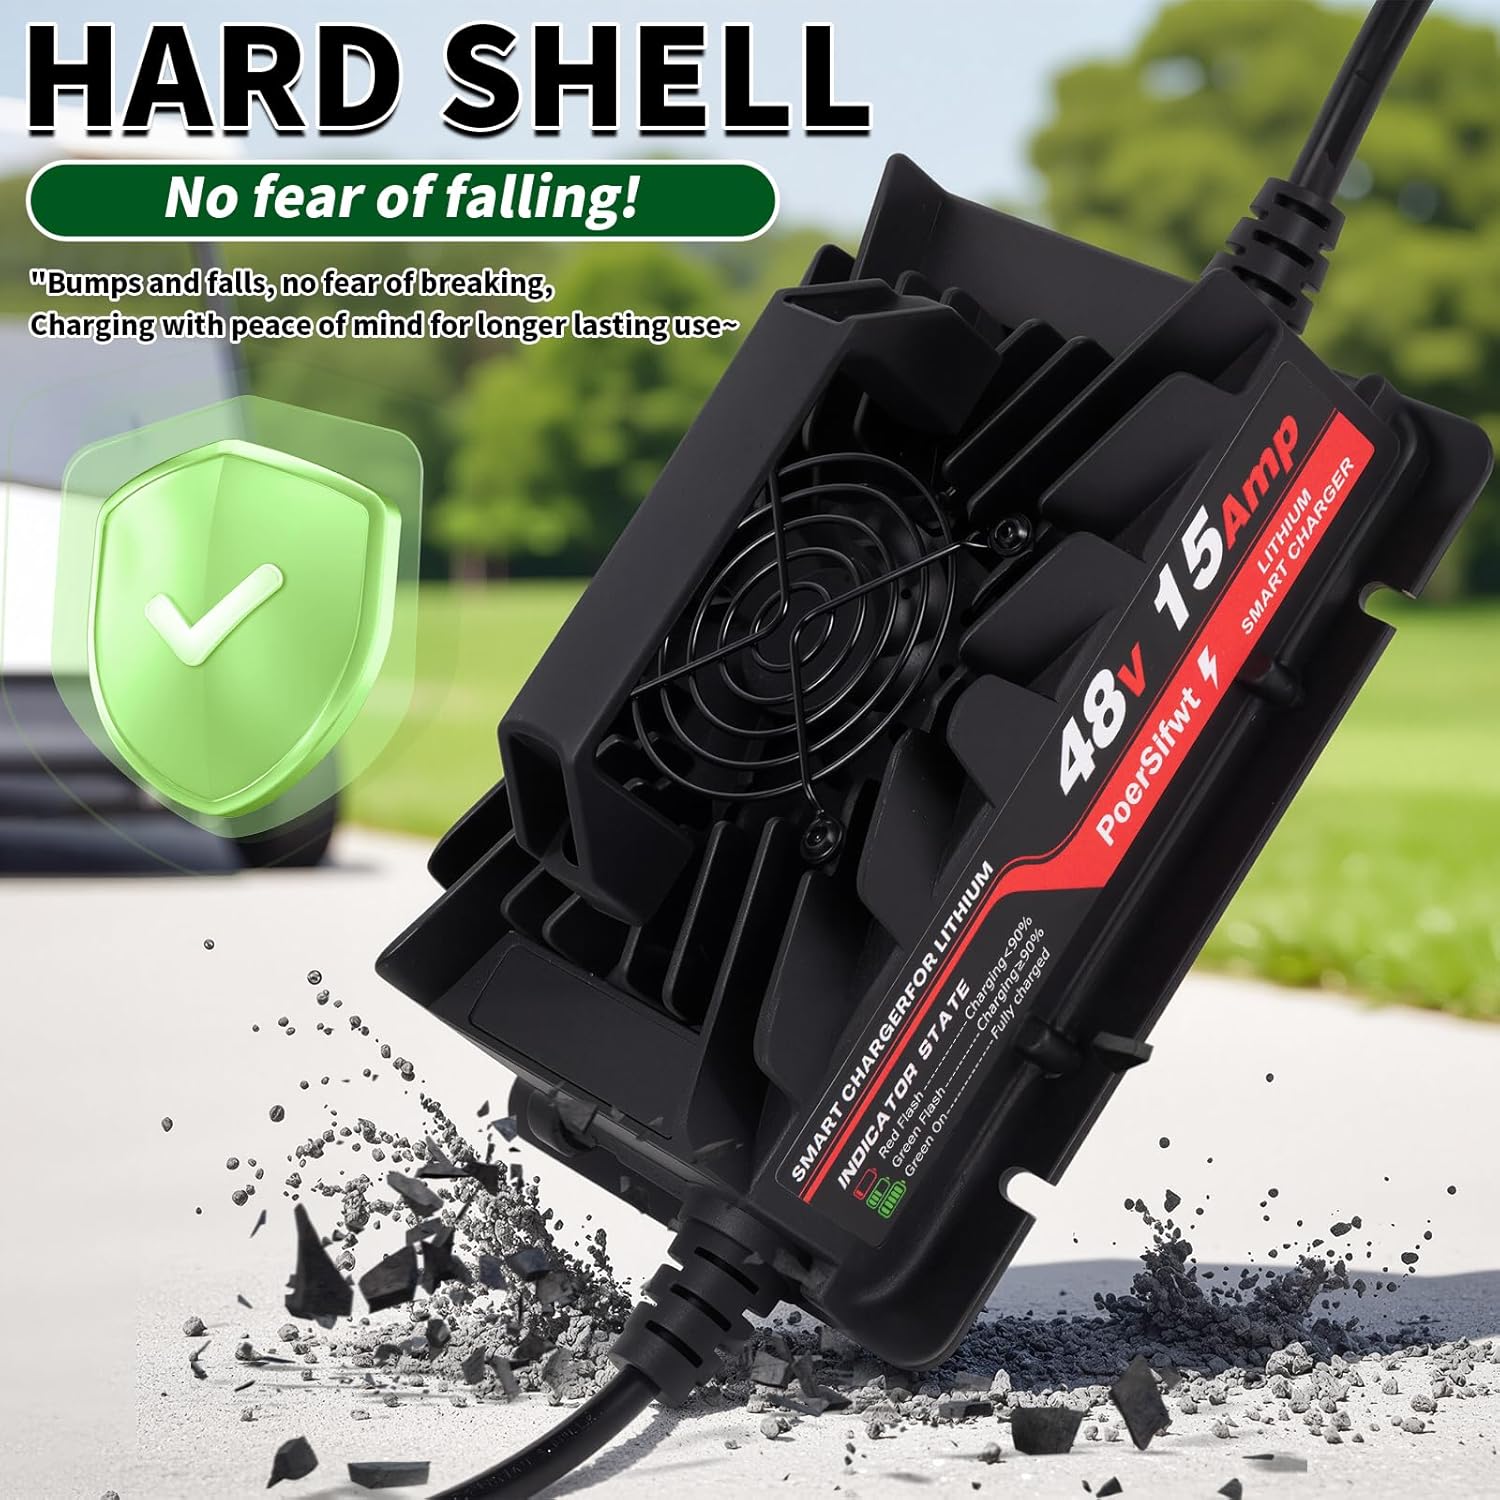 HARD SHELL
No fear of falling!
"Bumps and falls, no fear of breaking,
Charging with peace of mind for longer lasting use~
48V 15Amp
LITHIUM
SMART CHARGER
PoerSifwt
SMART CHARGERFOR LITHIUM
INDICATOR STATE
Red Flash ---------- Charging<90%
Green Flash ---------- Charging≥90%
Green On ---------- Fully charged